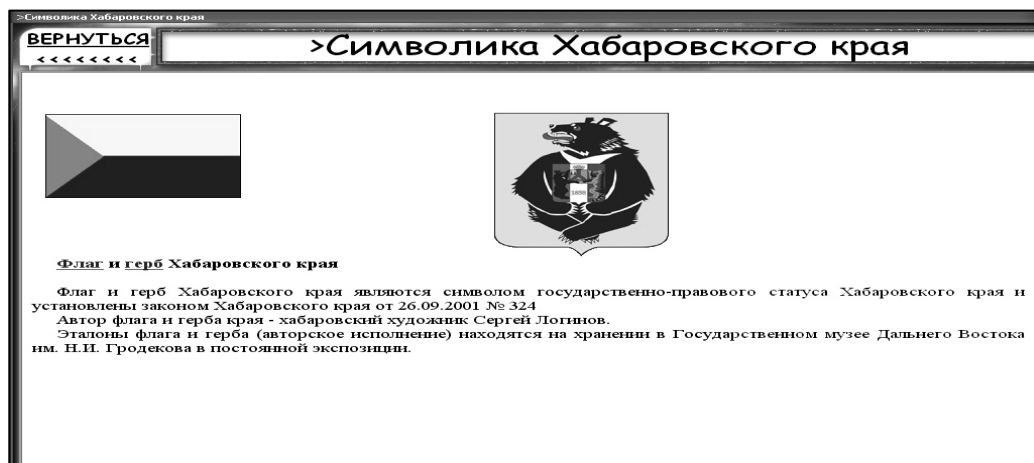 >Символика Хабаровского края
ВЕРНУТЬСЯ
<<<<<<<<
>Символика Хабаровского края
1858
Флаг и герб Хабаровского края
Флаг и герб Хабаровского края являются символом государственно-правового статуса Хабаровского края и
установлены законом Хабаровского края от 26.09.2001 № 324
Автор флага и герба края - хабаровский художник Сергей Логинов.
Эталоны флага и герба (авторское исполнение) находятся на хранении в Государственном музее Дальнего Востока
им. Н.И. Гродекова в постоянной экспозиции.